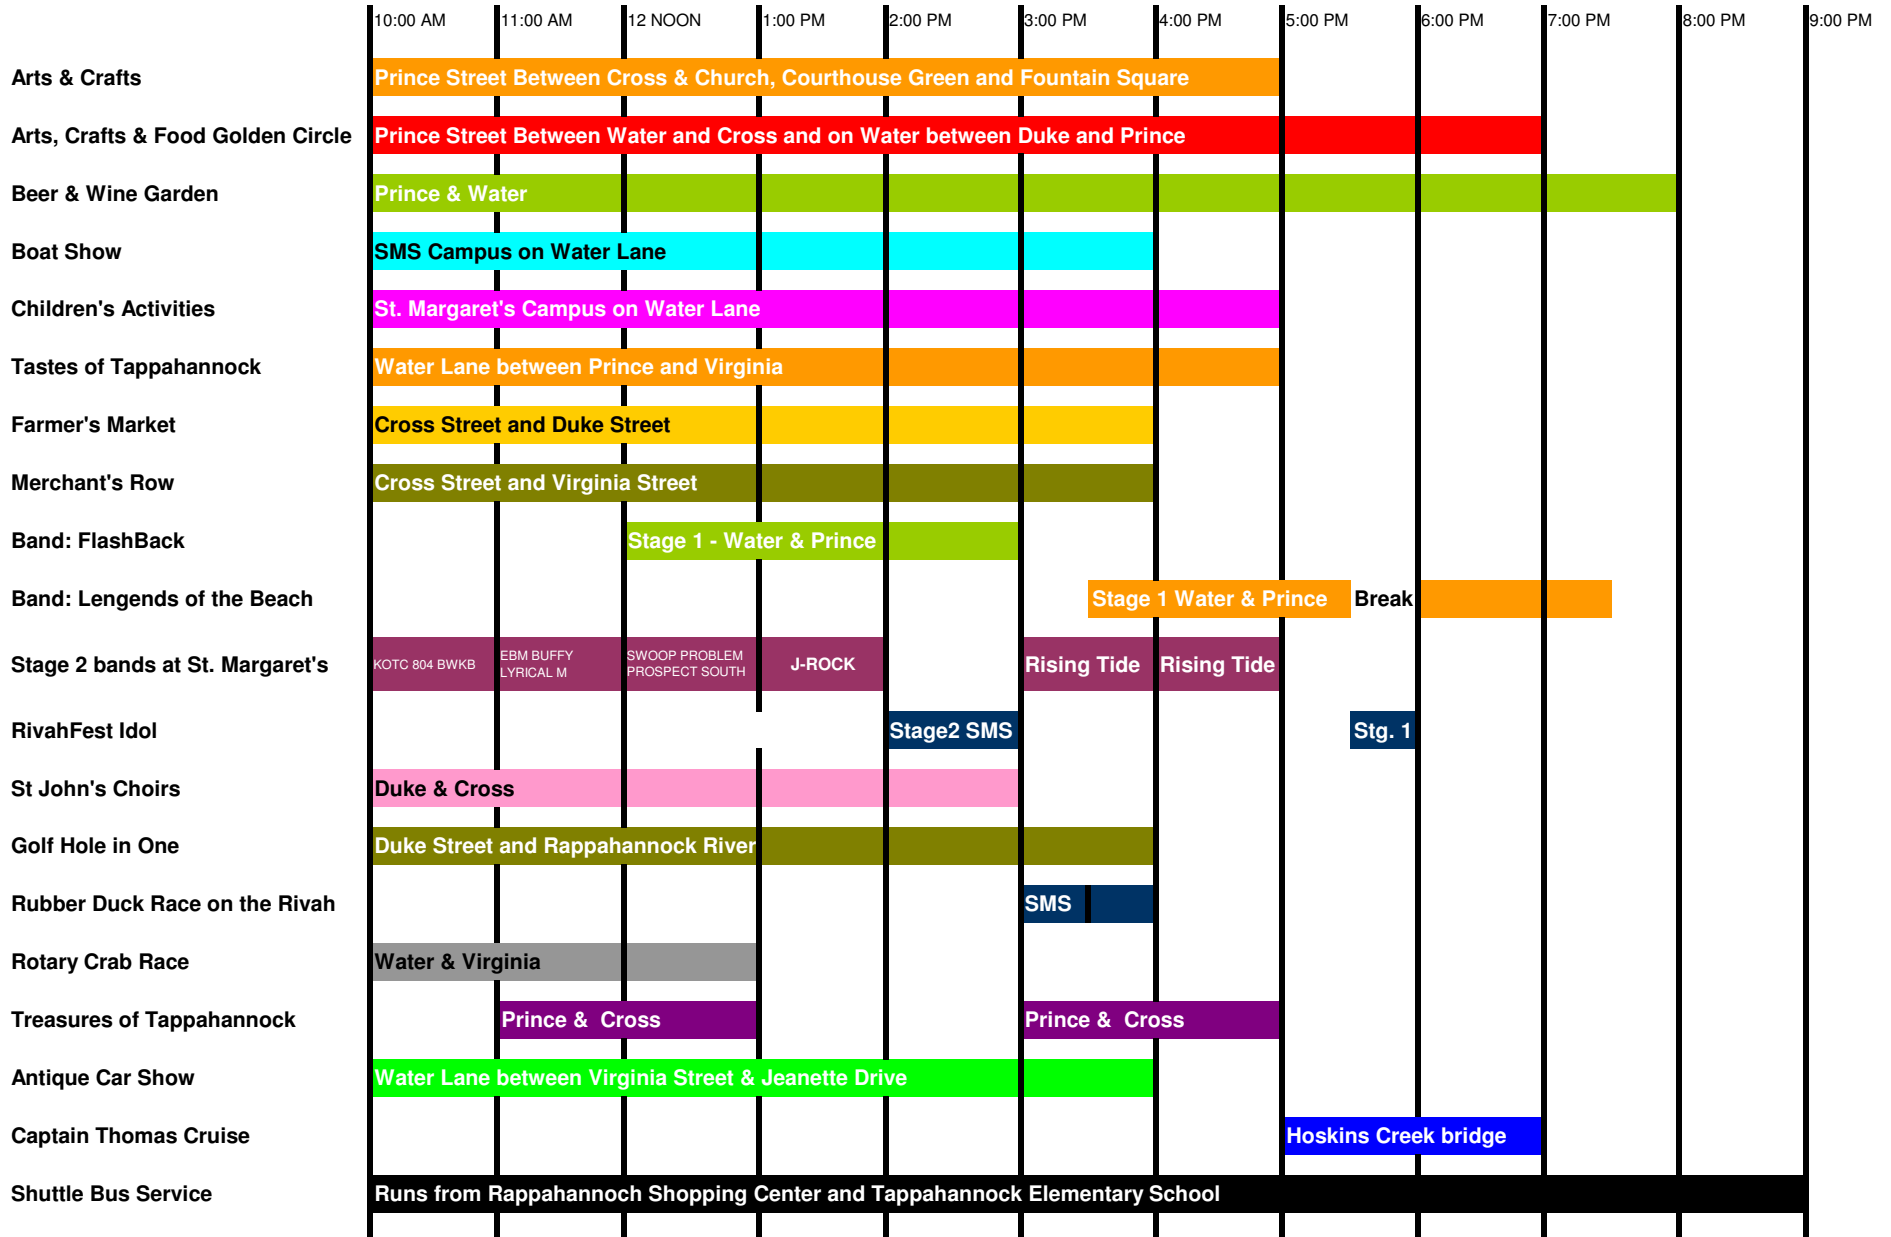 10:00 AM 11:00 AM 12 NOON 1:00 PM 2:00 PM 3:00 PM 4:00 PM 5:00 PM 6:00 PM 7:00 PM 8:00 PM 9:00 PM
Arts & Crafts Prince Street Between Cross & Church, Courthouse Green and Fountain Square
Arts, Crafts & Food Golden Circle Prince Street Between Water and Cross and on Water between Duke and Prince
Beer & Wine Garden Prince & Water
Boat Show SMS Campus on Water Lane
Children's Activities St. Margaret's Campus on Water Lane
Tastes of Tappahannock Water Lane between Prince and Virginia
Farmer's Market Cross Street and Duke Street
Merchant's Row Cross Street and Virginia Street
Band: FlashBack Stage 1 - Water & Prince
Band: Lengends of the Beach Stage 1 Water & Prince Break
Stage 2 bands at St. Margaret's KOTC 804 BWKB EBM BUFFY LYRICAL M SWOOP PROBLEM PROSPECT SOUTH J-ROCK Rising Tide Rising Tide
RivahFest Idol Stage2 SMS Stg. 1
St John's Choirs Duke & Cross
Golf Hole in One Duke Street and Rappahannock River
Rubber Duck Race on the Rivah SMS
Rotary Crab Race Water & Virginia
Treasures of Tappahannock Prince & Cross Prince & Cross
Antique Car Show Water Lane between Virginia Street & Jeanette Drive
Captain Thomas Cruise Hoskins Creek bridge
Shuttle Bus Service Runs from Rappahannoch Shopping Center and Tappahannock Elementary School